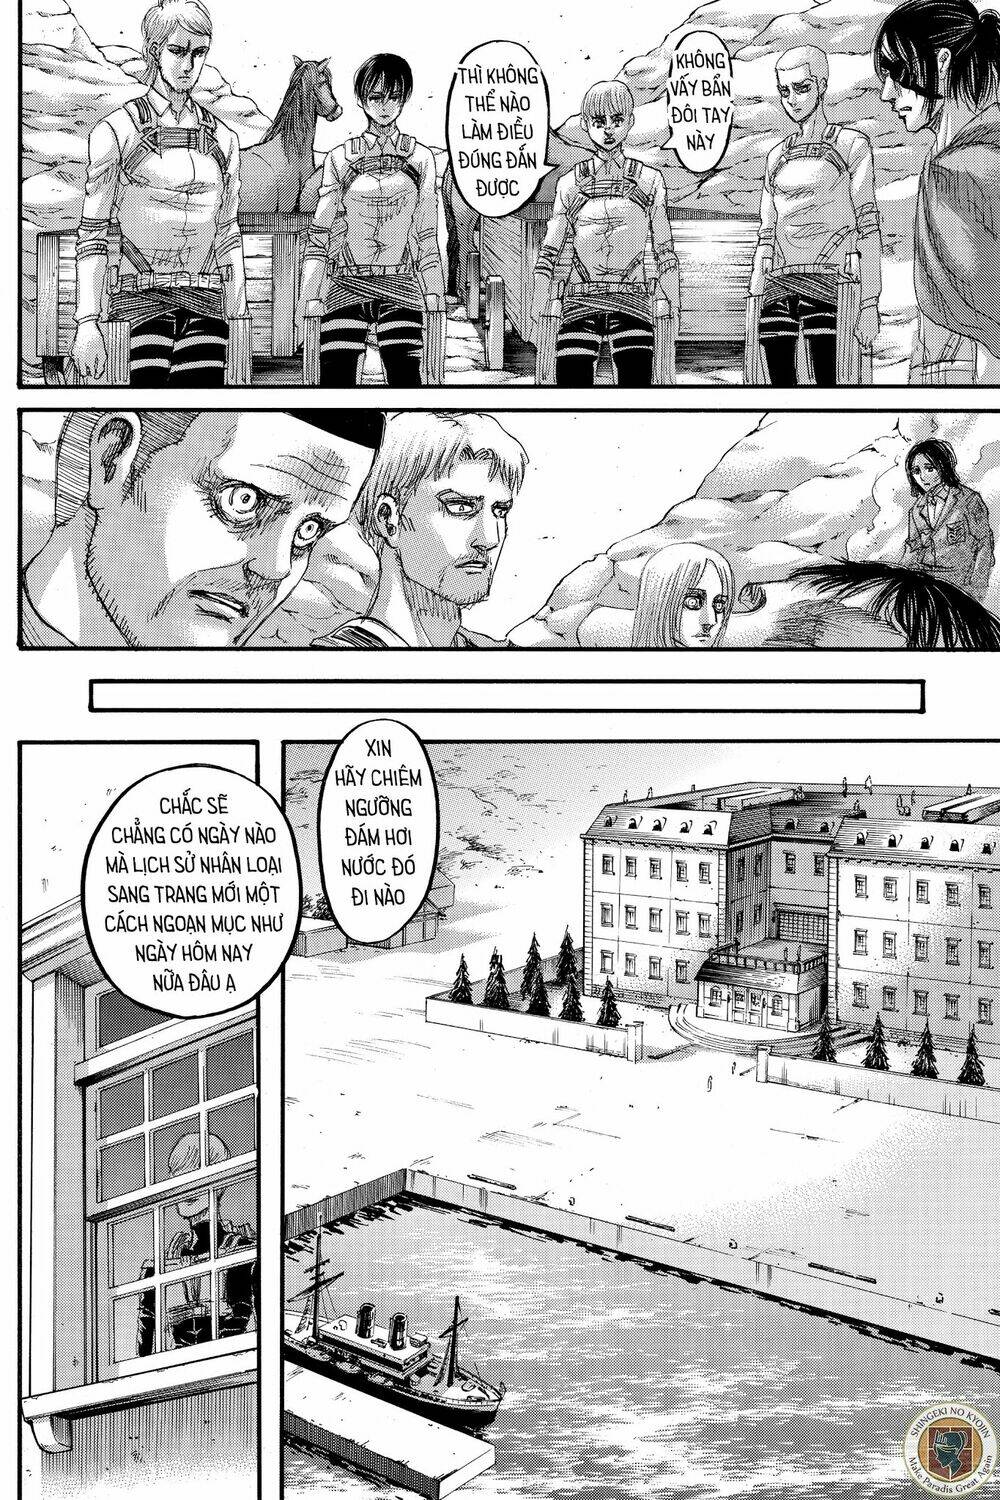 KHÔNG
VẤY BẨN
ĐÔI TAY
NÀY
THÌ KHÔNG
THỂ NÀO
LÀM ĐIỀU
ĐÚNG ĐẮN
ĐƯỢC
XIN
HÃY CHIÊM
NGƯỠNG
ĐÁM HƠI
NƯỚC ĐÓ
ĐI NÀO
CHẮC SẼ
CHẲNG CÓ NGÀY NÀO
MÀ LỊCH SỬ NHÂN LOẠI
SANG TRANG MỚI MỘT
CÁCH NGOẠN MỤC NHƯ
NGÀY HÔM NAY
NỮA ĐÂU Ạ
SHINGEKI NO KYOJIN
Make Paradis Great Again